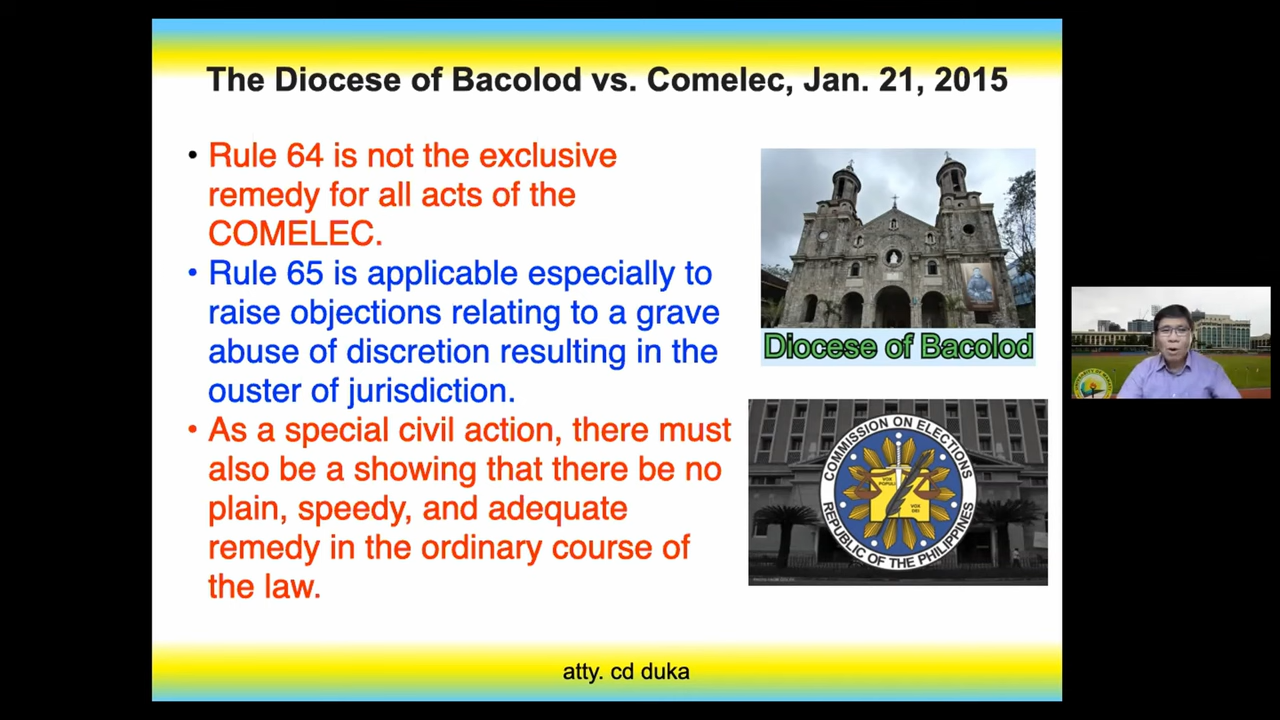 The Diocese of Bacolod vs. Comelec, Jan. 21, 2015
• Rule 64 is not the exclusive
remedy for all acts of the
COMELEC.
• Rule 65 is applicable especially to
raise objections relating to a grave
abuse of discretion resulting in the
ouster of jurisdiction.
• As a special civil action, there must
also be a showing that there be no
plain, speedy, and adequate
remedy in the ordinary course of
the law.
Diocese of Bacolod
COMMISSION ON ELECTIONS
VOX
POPULI
VOX
DEI
REPUBLIC OF THE PHILIPPINES
atty. cd duka